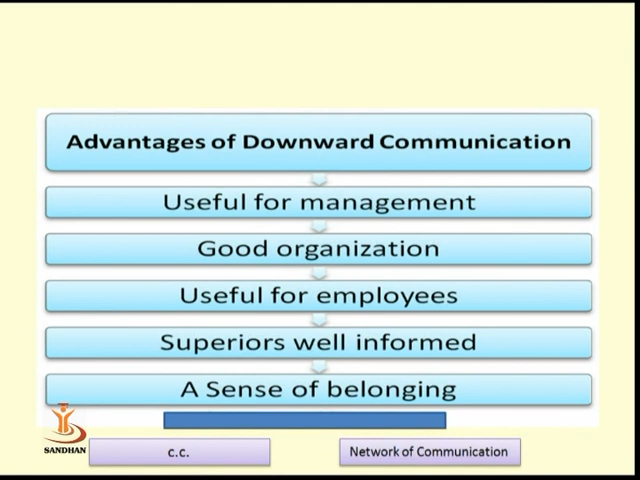 Advantages of Downward Communication
Useful for management
Good organization
Useful for employees
Superiors well informed
A Sense of belonging
SANDHAN
c.c.
Network of Communication